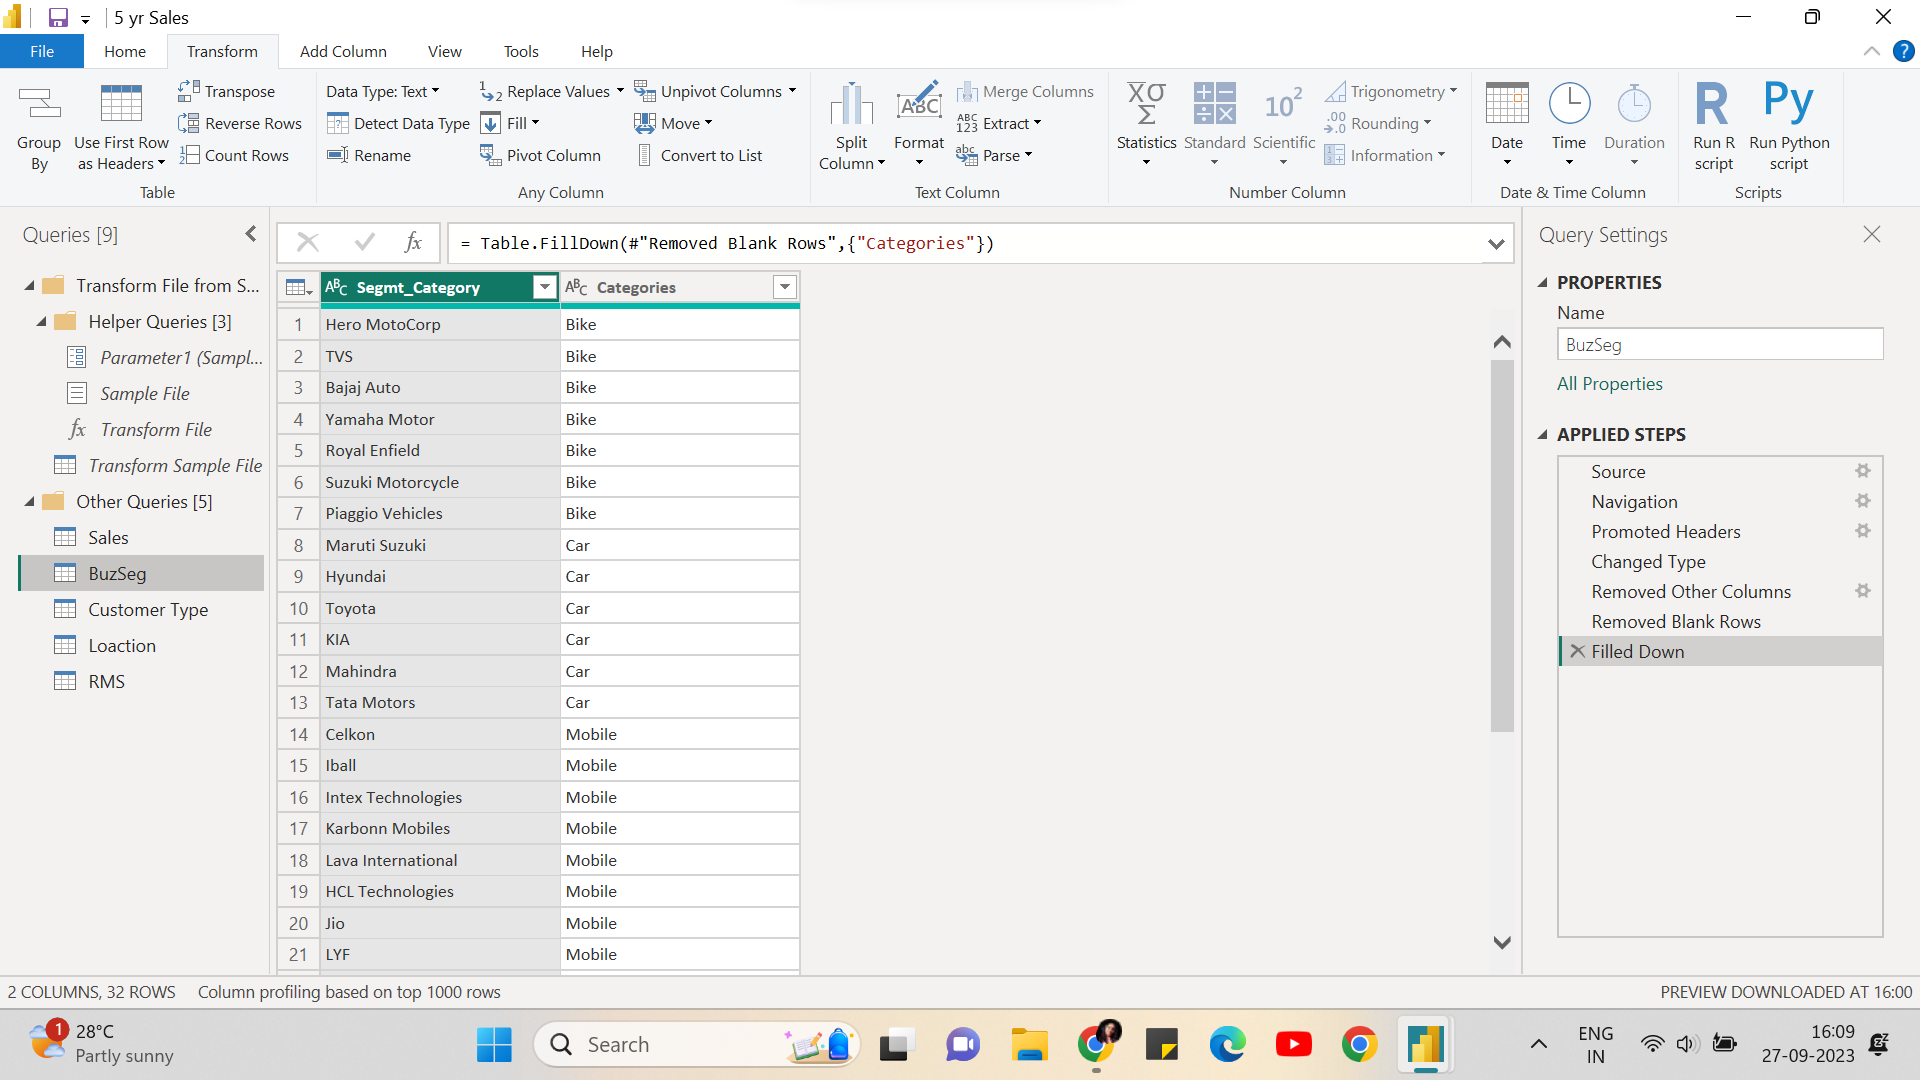 5 yr Sales
File
Home
Transform
Add Column
View
Tools
Help
?
Group By
Use First Row as Headers
Transpose
Reverse Rows
Count Rows
Table
Data Type: Text
Detect Data Type
Rename
Replace Values
Fill
Pivot Column
Unpivot Columns
Move
Convert to List
Any Column
Split Column
Format
Merge Columns
Extract
Parse
Text Column
Statistics
Standard
Scientific
Trigonometry
Rounding
Information
Number Column
Date
Time
Duration
Date & Time Column
Run R script
Run Python script
Scripts
Queries [9]
Transform File from S...
Helper Queries [3]
Parameter1 (Sampl...
Sample File
fx Transform File
Transform Sample File
Other Queries [5]
Sales
BuzSeg
Customer Type
Loaction
RMS
fx
= Table.FillDown(#"Removed Blank Rows",{"Categories"})
ABC Segmt_Category ABC Categories
1 Hero MotoCorp Bike
2 TVS Bike
3 Bajaj Auto Bike
4 Yamaha Motor Bike
5 Royal Enfield Bike
6 Suzuki Motorcycle Bike
7 Piaggio Vehicles Bike
8 Maruti Suzuki Car
9 Hyundai Car
10 Toyota Car
11 KIA Car
12 Mahindra Car
13 Tata Motors Car
14 Celkon Mobile
15 Iball Mobile
16 Intex Technologies Mobile
17 Karbonn Mobiles Mobile
18 Lava International Mobile
19 HCL Technologies Mobile
20 Jio Mobile
21 LYF Mobile
Query Settings
PROPERTIES
Name
BuzSeg
All Properties
APPLIED STEPS
Source
Navigation
Promoted Headers
Changed Type
Removed Other Columns
Removed Blank Rows
Filled Down
2 COLUMNS, 32 ROWS
Column profiling based on top 1000 rows
PREVIEW DOWNLOADED AT 16:00
1
28°C
Partly sunny
Search
ENG
IN
16:09
27-09-2023